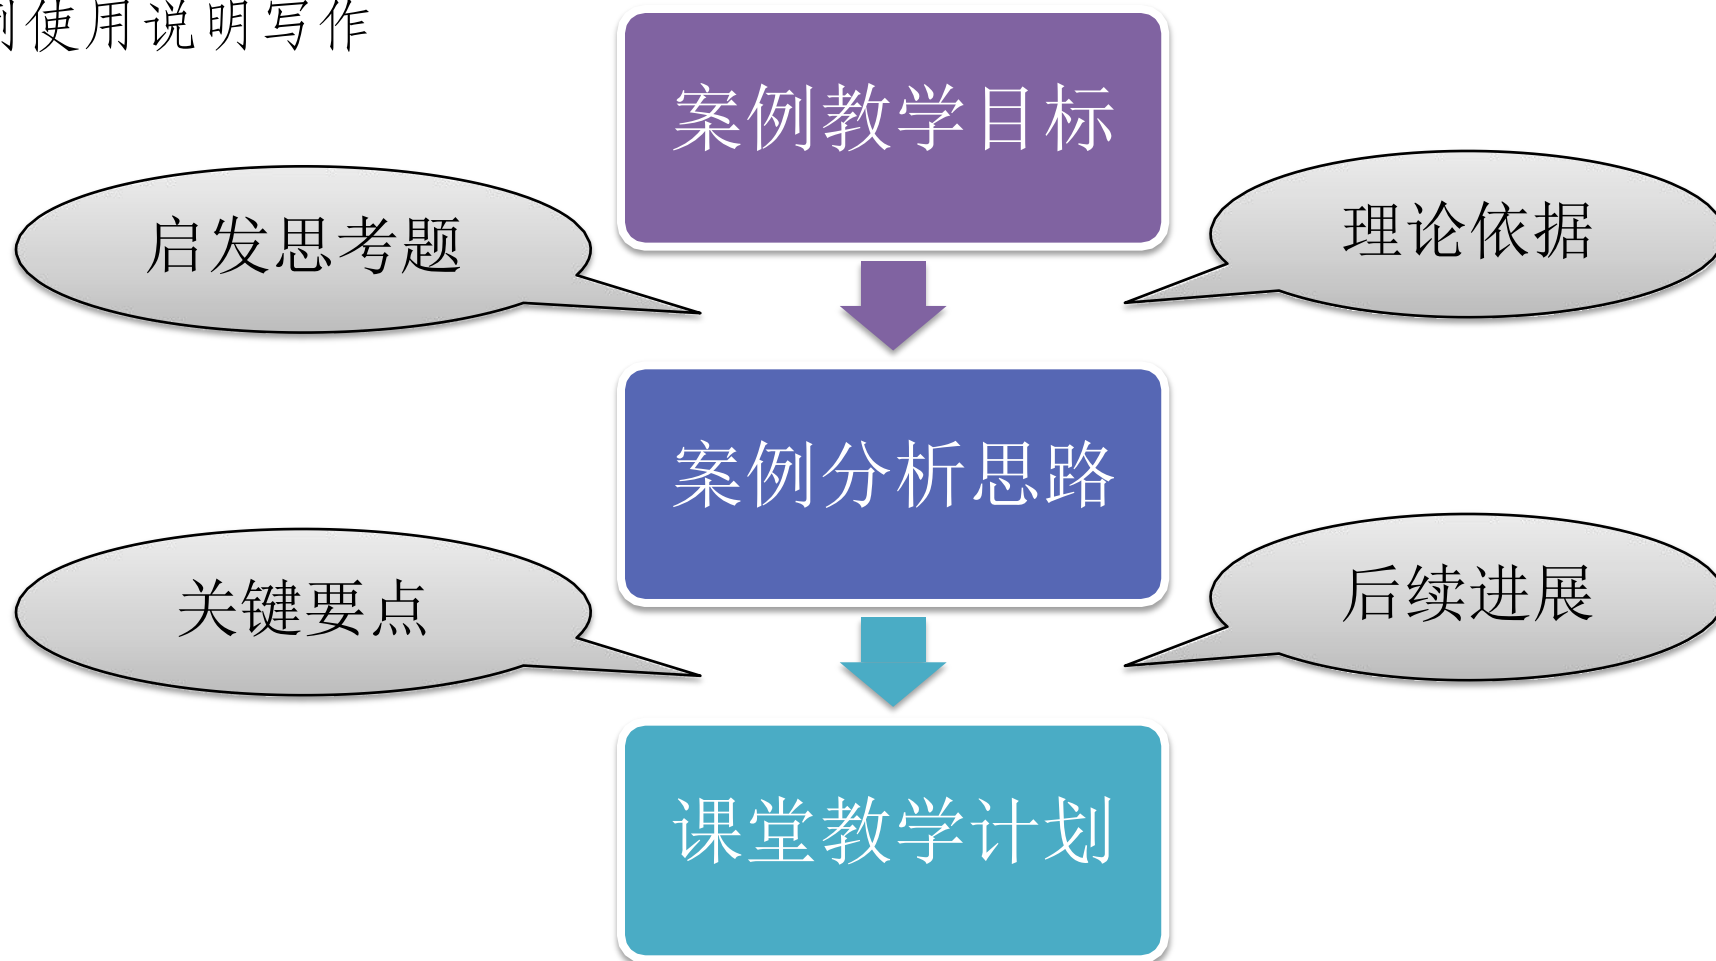 使用说明写作
案例教学目标
启发思考题
理论依据
案例分析思路
关键要点
后续进展
课堂教学计划